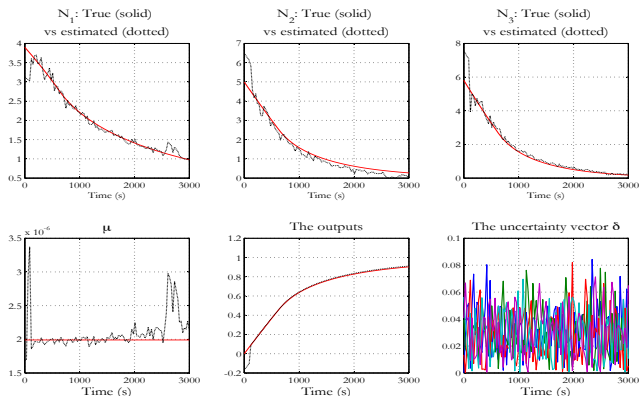 N1: True (solid)
vs estimated (dotted)
N2: True (solid)
vs estimated (dotted)
N3: True (solid)
vs estimated (dotted)
4
3.5
3
2.5
2
1.5
1
0.5
0 1000 2000 3000
Time (s)
7
6
5
4
3
2
1
0
0 1000 2000 3000
Time (s)
8
6
4
2
0
0 1000 2000 3000
Time (s)
μ
x 10^-6
3.5
3
2.5
2
1.5
0 1000 2000 3000
Time (s)
The outputs
1.2
1
0.8
0.6
0.4
0.2
0
-0.2
0 1000 2000 3000
Time (s)
The uncertainty vector δ
0.1
0.08
0.06
0.04
0.02
0
0 1000 2000 3000
Time (s)